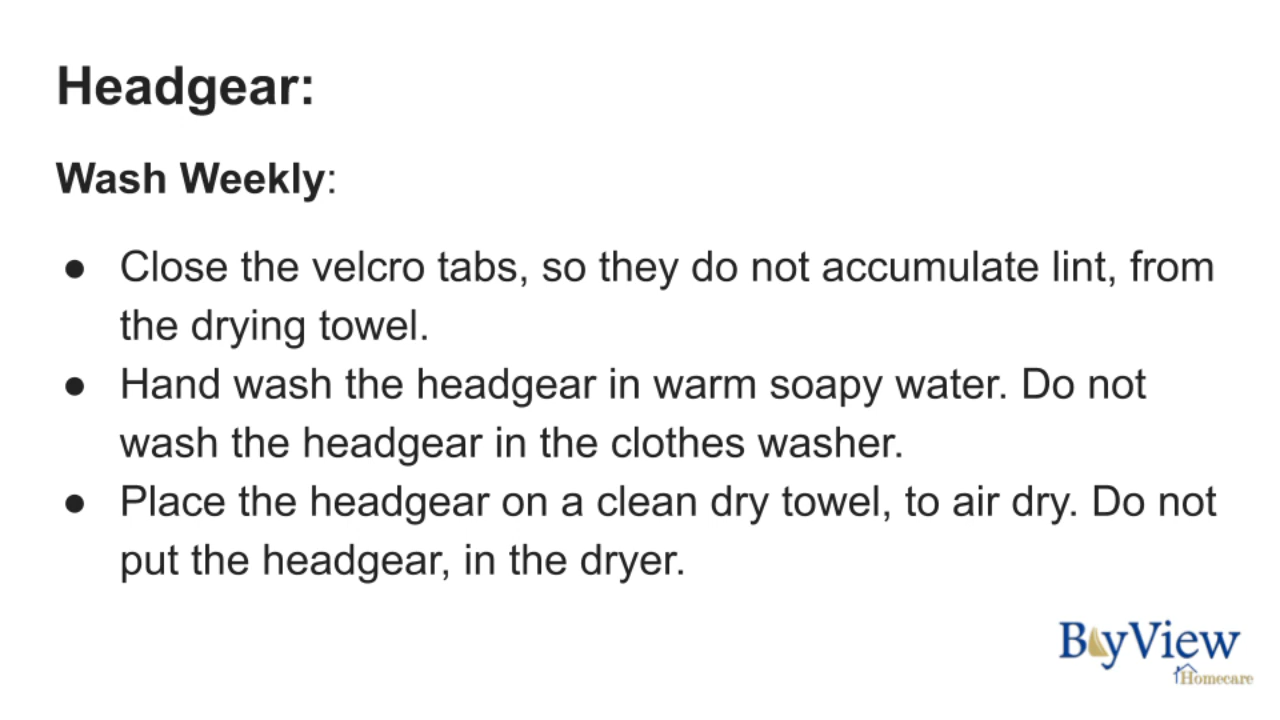 Headgear:
Wash Weekly:
● Close the velcro tabs, so they do not accumulate lint, from
the drying towel.
● Hand wash the headgear in warm soapy water. Do not
wash the headgear in the clothes washer.
● Place the headgear on a clean dry towel, to air dry. Do not
put the headgear, in the dryer.
BayView
Homecare